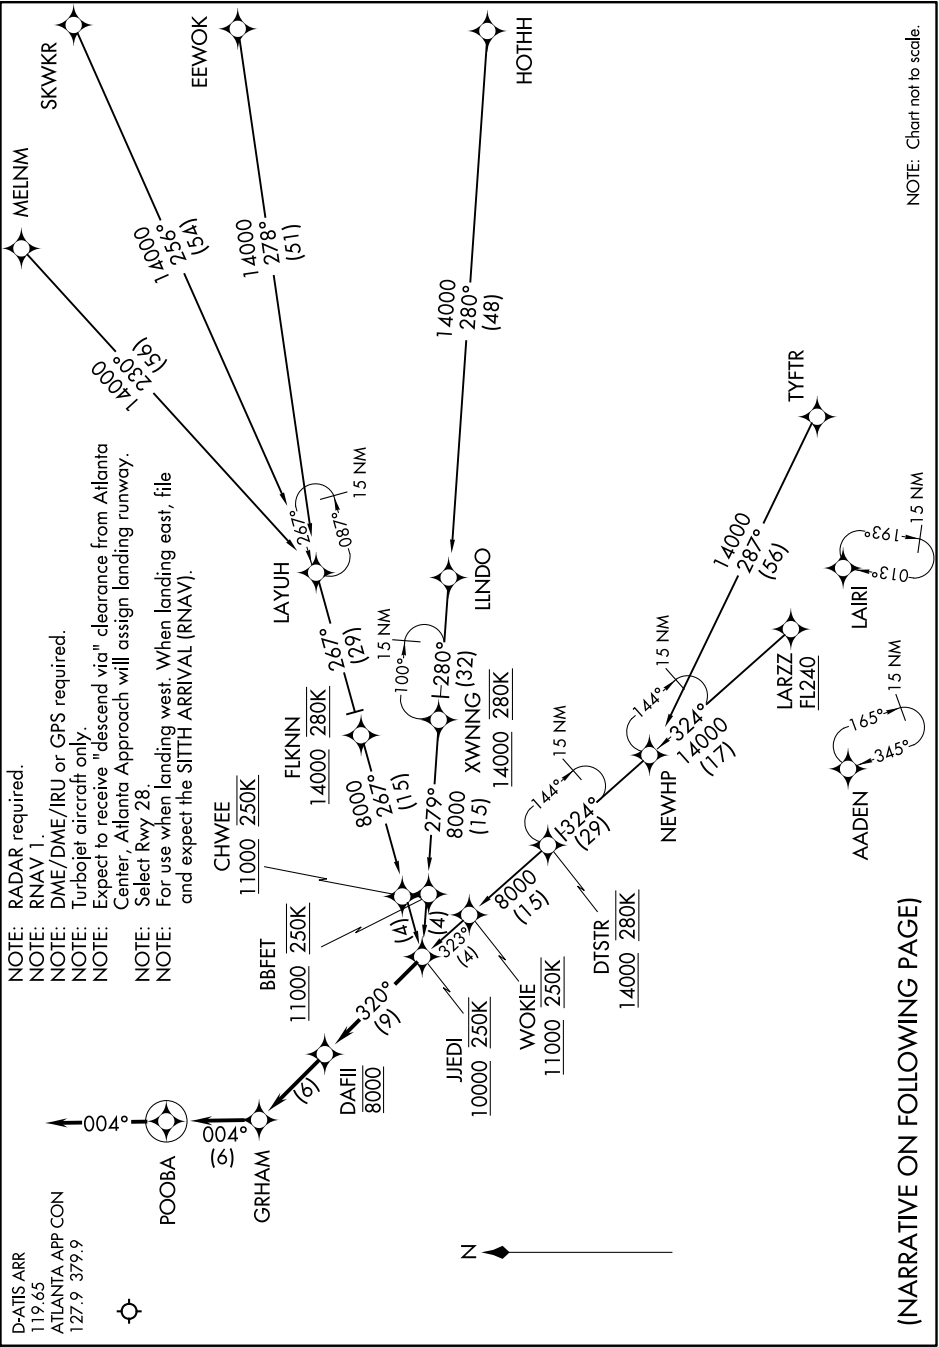 D-ATIS ARR
119.65
ATLANTA APP CON
127.9 379.9
NOTE: RADAR required.
NOTE: RNAV 1.
NOTE: DME/DME/IRU or GPS required.
NOTE: Turbojet aircraft only.
NOTE: Expect to receive "descend via" clearance from Atlanta
Center, Atlanta Approach will assign landing runway.
NOTE: Select Rwy 28.
NOTE: For use when landing west. When landing east, file
and expect the SITTH ARRIVAL (RNAV).
MELNM
SKWKR
EEWOK
HOTHH
14000
230°
(56)
14000
256°
(54)
14000
278°
(51)
14000
280°
(48)
LAYUH
267°
087°
15 NM
267°
(29)
FLKNN
14000 280K
8000
267°
(15)
CHWEE
11000 250K
(4)
LLNDO
280°
(32)
100°
15 NM
XWNNG
14000 280K
279°
8000
(15)
BBFET
11000 250K
(4)
004°
POOBA
004°
(6)
GRHAM
(6)
DAFII
8000
320°
(9)
JJEDI
10000 250K
323°
(4)
WOKIE
11000 250K
8000
(15)
DTSTR
14000 280K
144°
15 NM
324°
(29)
NEWHP
144°
15 NM
324°
14000
(17)
14000
287°
(56)
TYFTR
LARZZ
FL240
AADEN
165°
345°
15 NM
LAIRI
193°
013°
15 NM
N
NOTE: Chart not to scale.
(NARRATIVE ON FOLLOWING PAGE)